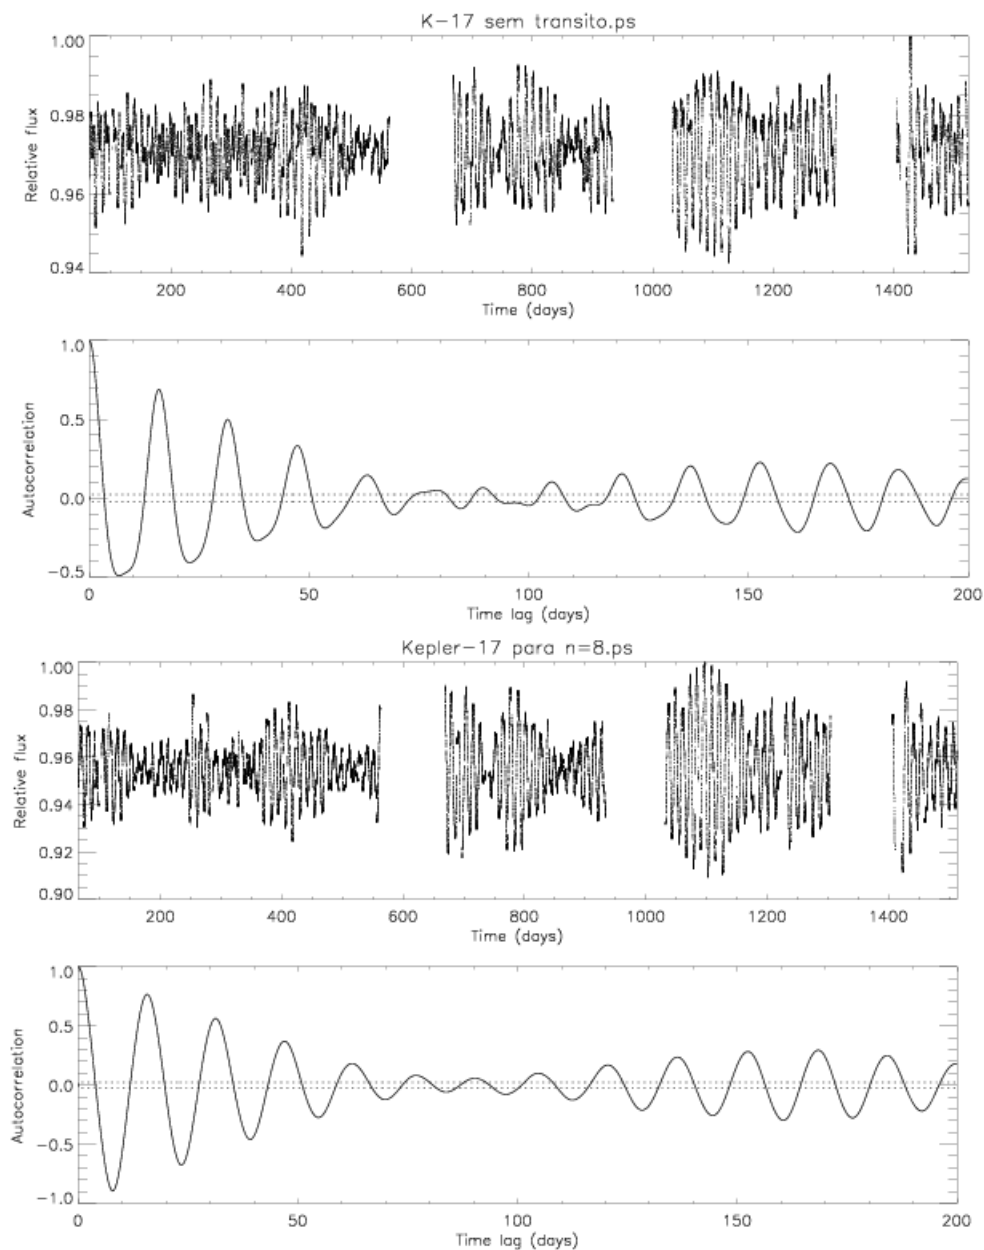 K-17 sem transito.ps
1.00
0.98
0.96
0.94
Relative flux
200 400 600 800 1000 1200 1400
Time (days)
1.0
0.5
0.0
-0.5
Autocorrelation
0 50 100 150 200
Time lag (days)
Kepler-17 para n=8.ps
1.00
0.98
0.96
0.94
0.92
0.90
Relative flux
200 400 600 800 1000 1200 1400
Time (days)
1.0
0.5
0.0
-0.5
-1.0
Autocorrelation
0 50 100 150 200
Time lag (days)